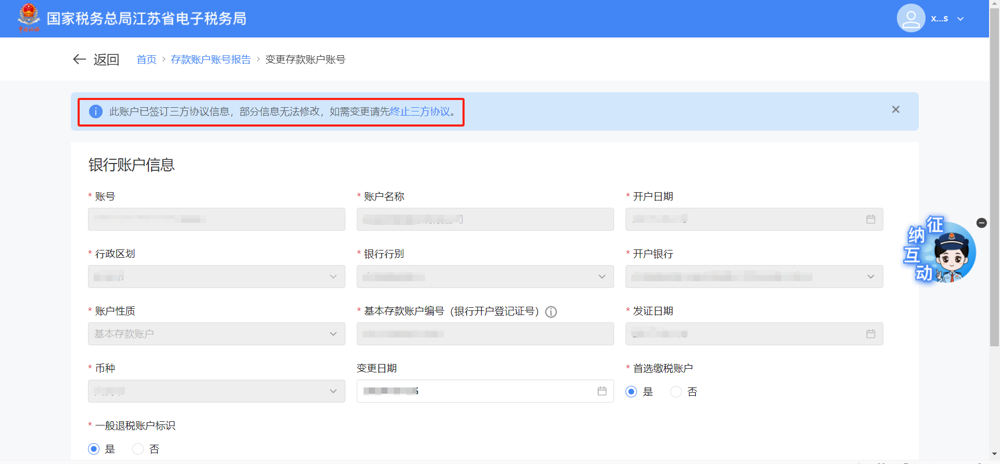 国家税务总局江苏省电子税务局
x...s
返回 首页 > 存款账户账号报告 > 变更存款账户账号
此账户已签订三方协议信息，部分信息无法修改，如需变更请先终止三方协议。
银行账户信息
* 账号
* 账户名称
* 开户日期
* 行政区划
* 银行行别
* 开户银行
* 账户性质
基本存款账户
* 基本存款账户编号（银行开户登记证号）
* 发证日期
* 币种
变更日期
* 首选缴税账户
是 否
* 一般退税账户标识
是 否
征
纳
互
动